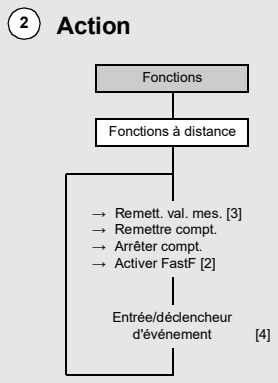 2 Action
Fonctions
Fonctions à distance
→ Remett. val. mes. [3]
→ Remettre compt.
→ Arrêter compt.
→ Activer FastF [2]
Entrée/déclencheur
d'événement [4]